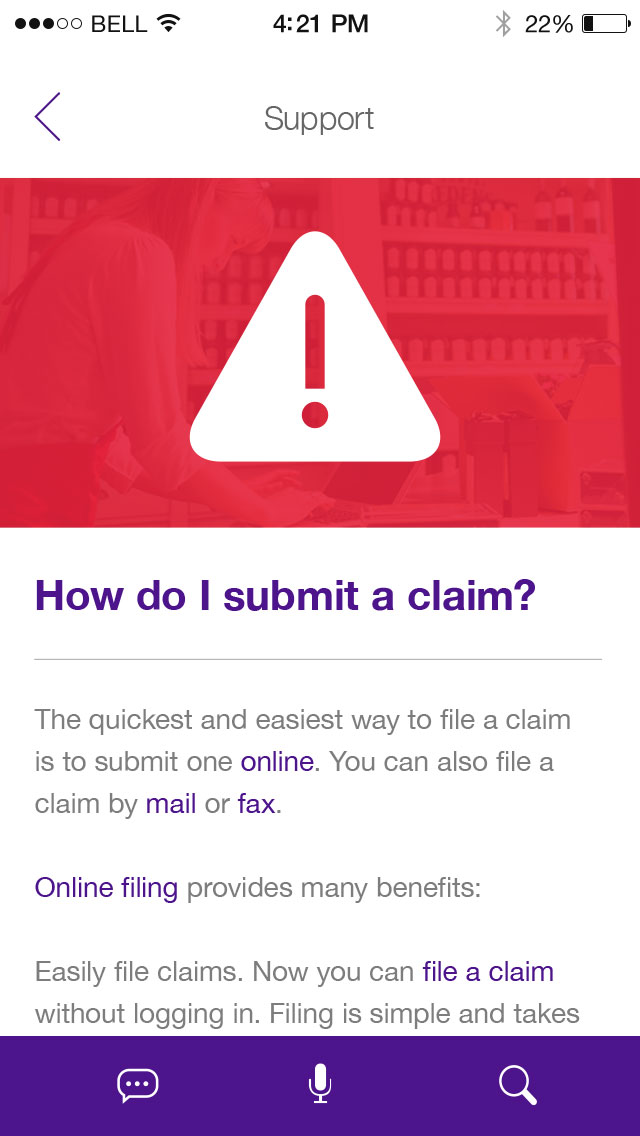 BELL 4:21 PM 22%
Support
How do I submit a claim?
The quickest and easiest way to file a claim
is to submit one online. You can also file a
claim by mail or fax.
Online filing provides many benefits:
Easily file claims. Now you can file a claim
without logging in. Filing is simple and takes